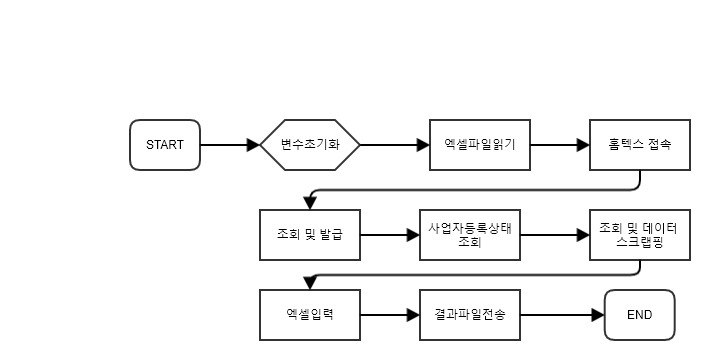 START
변수초기화
엑셀파일읽기
홈텍스 접속
조회 및 발급
사업자등록상태
조회
조회 및 데이터
스크랩핑
엑셀입력
결과파일전송
END